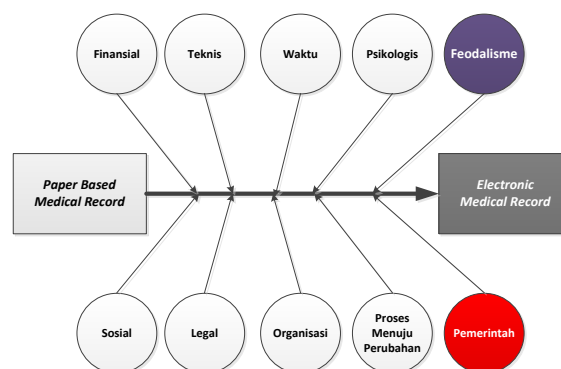 Finansial
Teknis
Waktu
Psikologis
Feodalisme
Paper Based
Medical Record
Electronic
Medical Record
Sosial
Legal
Organisasi
Proses
Menuju
Perubahan
Pemerintah